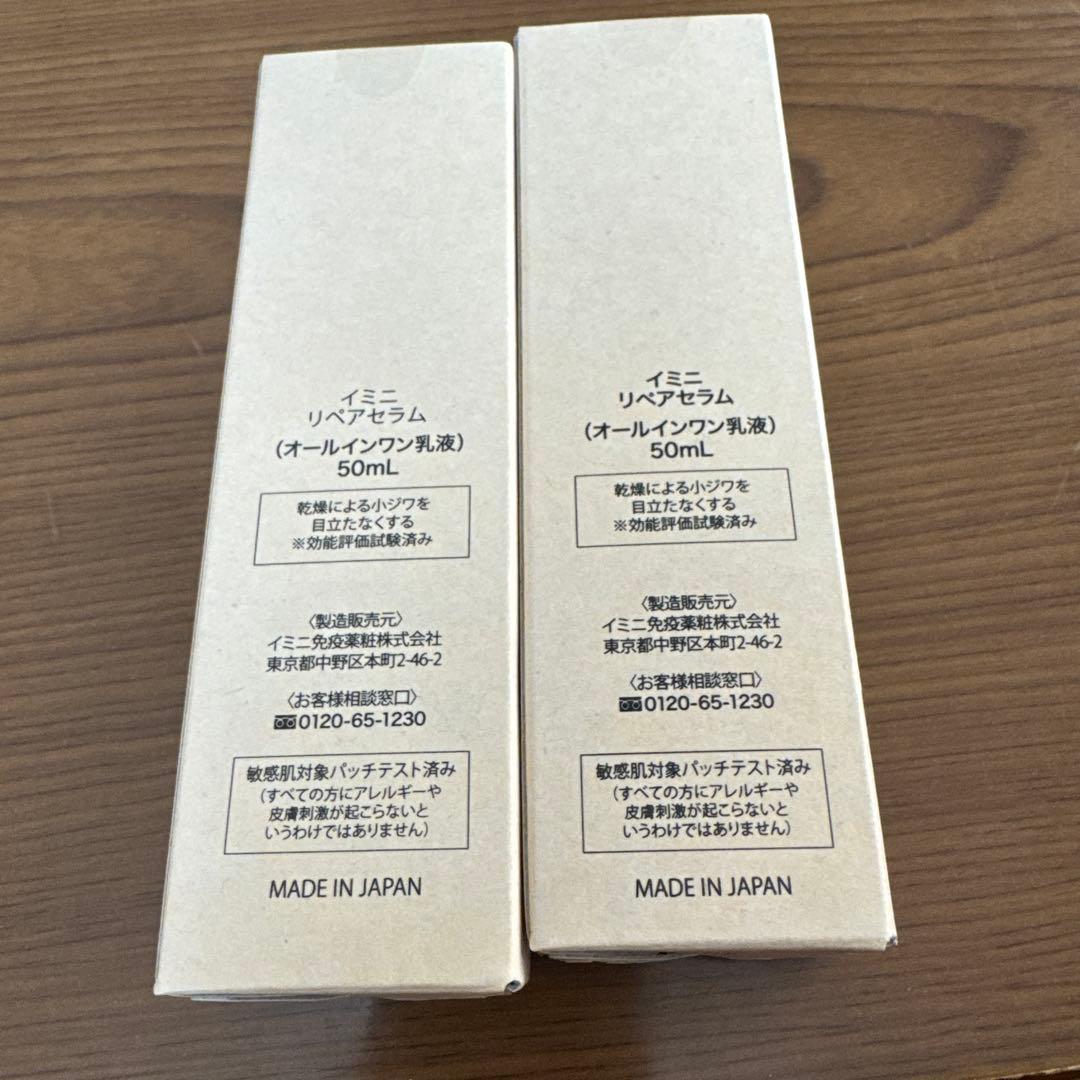 イミニ
リペアセラム
(オールインワン乳液)
50mL
乾燥による小ジワを
目立たなくする
※効能評価試験済み
〈製造販売元〉
イミニ免疫薬粧株式会社
東京都中野区本町2-46-2
〈お客様相談窓口〉
0120-65-1230
敏感肌対象パッチテスト済み
(すべての方にアレルギーや
皮膚刺激が起こらないと
いうわけではありません)
MADE IN JAPAN
イミニ
リペアセラム
(オールインワン乳液)
50mL
乾燥による小ジワを
目立たなくする
※効能評価試験済み
〈製造販売元〉
イミニ免疫薬粧株式会社
東京都中野区本町2-46-2
〈お客様相談窓口〉
0120-65-1230
敏感肌対象パッチテスト済み
(すべての方にアレルギーや
皮膚刺激が起こらないと
いうわけではありません)
MADE IN JAPAN